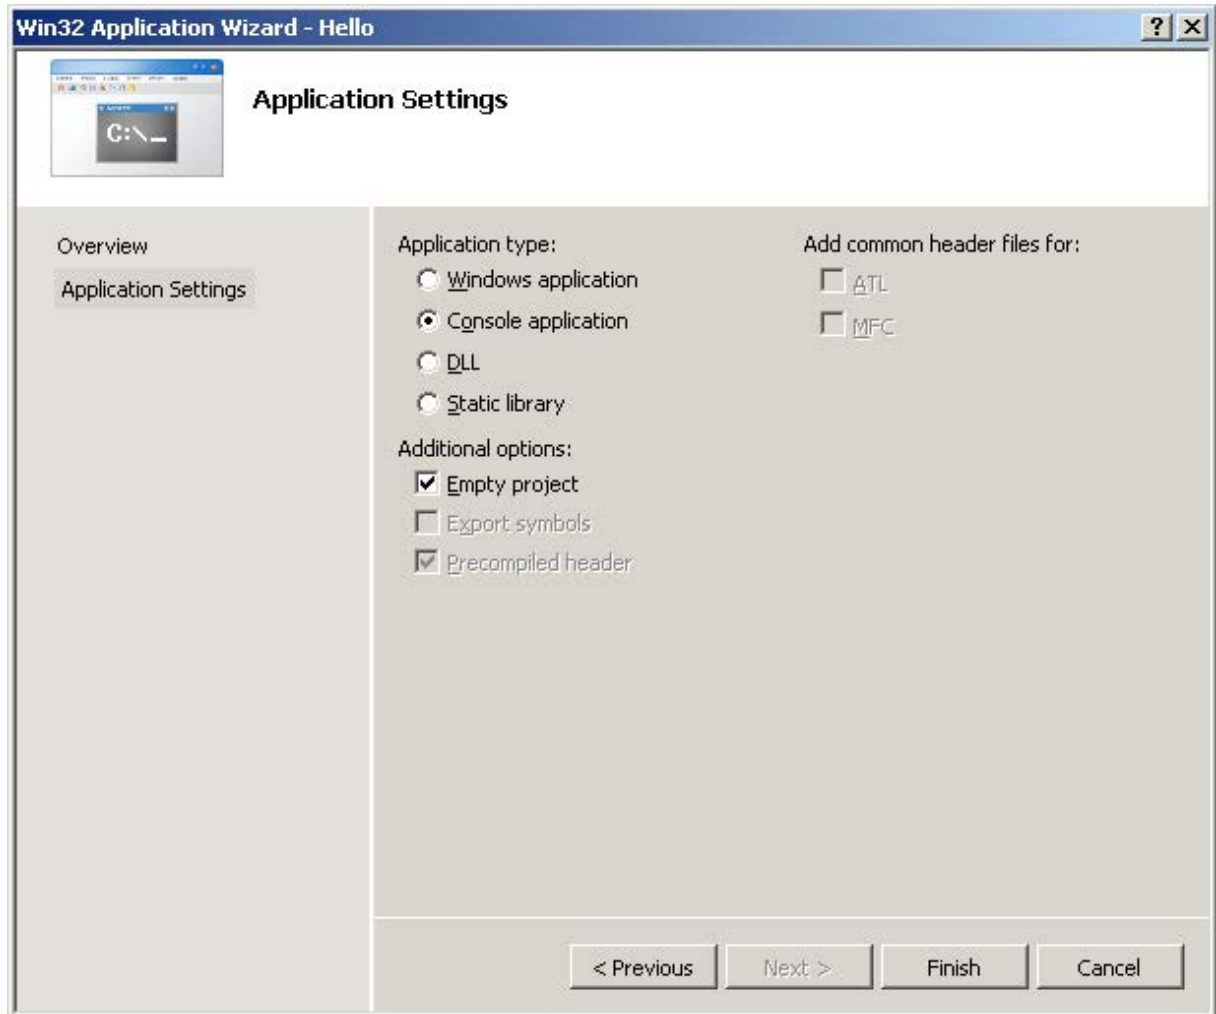 Win32 Application Wizard - Hello
C:\_
Application Settings
Overview
Application Settings
Application type:
Windows application
Console application
DLL
Static library
Additional options:
Empty project
Export symbols
Precompiled header
Add common header files for:
ATL
MFC
< Previous
Next >
Finish
Cancel